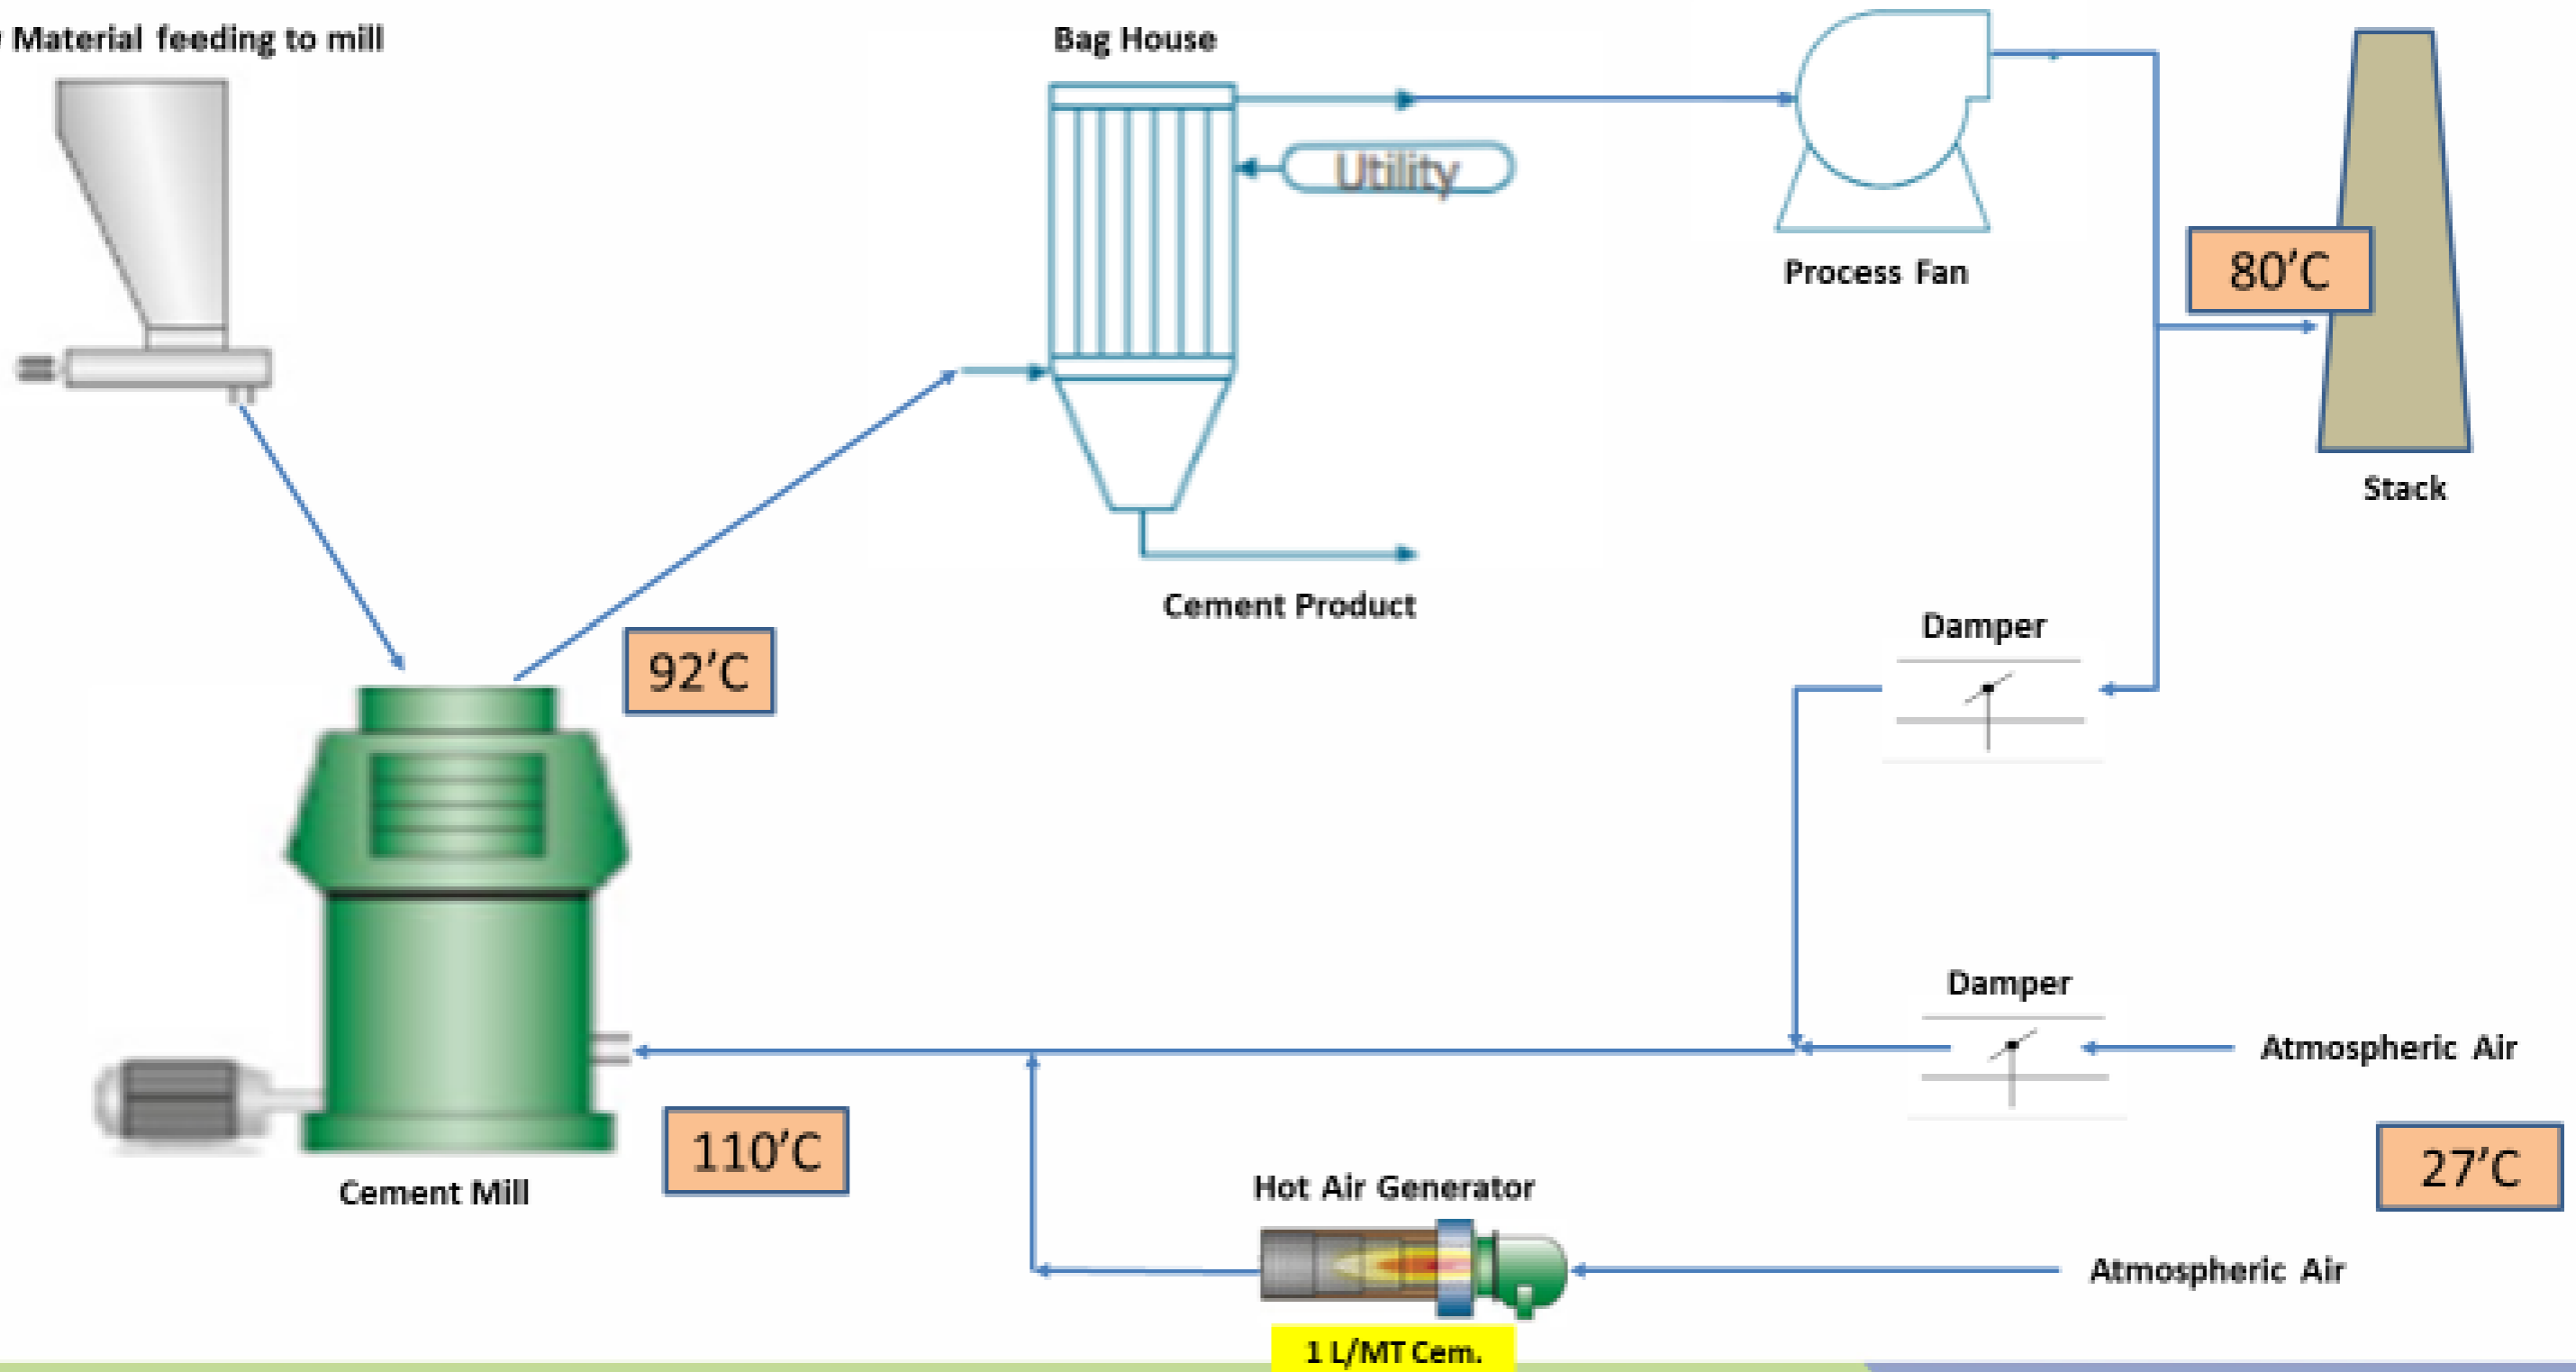 Material feeding to mill
Bag House
Utility
Process Fan
80'C
Stack
Cement Product
Damper
92'C
Damper
Atmospheric Air
110'C
27'C
Cement Mill
Hot Air Generator
Atmospheric Air
1 L/MT Cem.